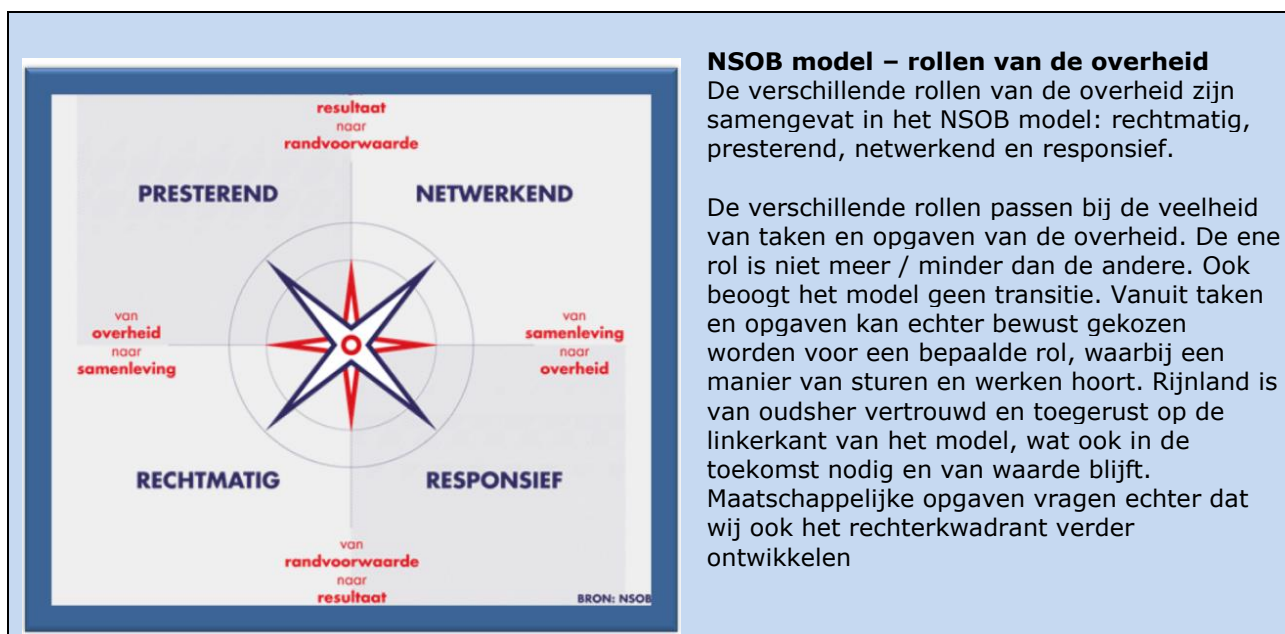 van
resultaat
naar
randvoorwaarde
PRESTEREND
NETWERKEND
van
overheid
naar
samenleving
van
samenleving
naar
overheid
RECHTMATIG
RESPONSIEF
van
randvoorwaarde
naar
resultaat
BRON: NSOB
NSOB model – rollen van de overheid
De verschillende rollen van de overheid zijn
samengevat in het NSOB model: rechtmatig,
presterend, netwerkend en responsief.
De verschillende rollen passen bij de veelheid
van taken en opgaven van de overheid. De ene
rol is niet meer / minder dan de andere. Ook
beoogt het model geen transitie. Vanuit taken
en opgaven kan echter bewust gekozen
worden voor een bepaalde rol, waarbij een
manier van sturen en werken hoort. Rijnland is
van oudsher vertrouwd en toegerust op de
linkerkant van het model, wat ook in de
toekomst nodig en van waarde blijft.
Maatschappelijke opgaven vragen echter dat
wij ook het rechterkwadrant verder
ontwikkelen